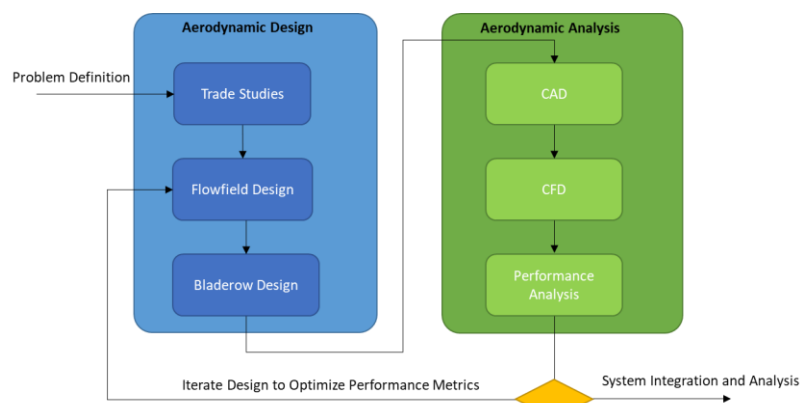 Aerodynamic Design
Aerodynamic Analysis
Problem Definition
Trade Studies
CAD
Flowfield Design
CFD
Bladerow Design
Performance
Analysis
Iterate Design to Optimize Performance Metrics
System Integration and Analysis